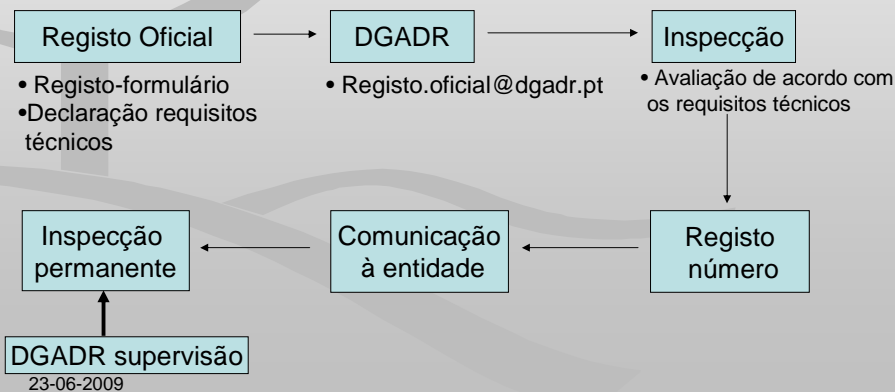 Registo Oficial
• Registo-formulário
•Declaração requisitos
técnicos
DGADR
• Registo.oficial@dgadr.pt
Inspecção
• Avaliação de acordo com
os requisitos técnicos
Registo
número
Comunicação
à entidade
Inspecção
permanente
DGADR supervisão
23-06-2009